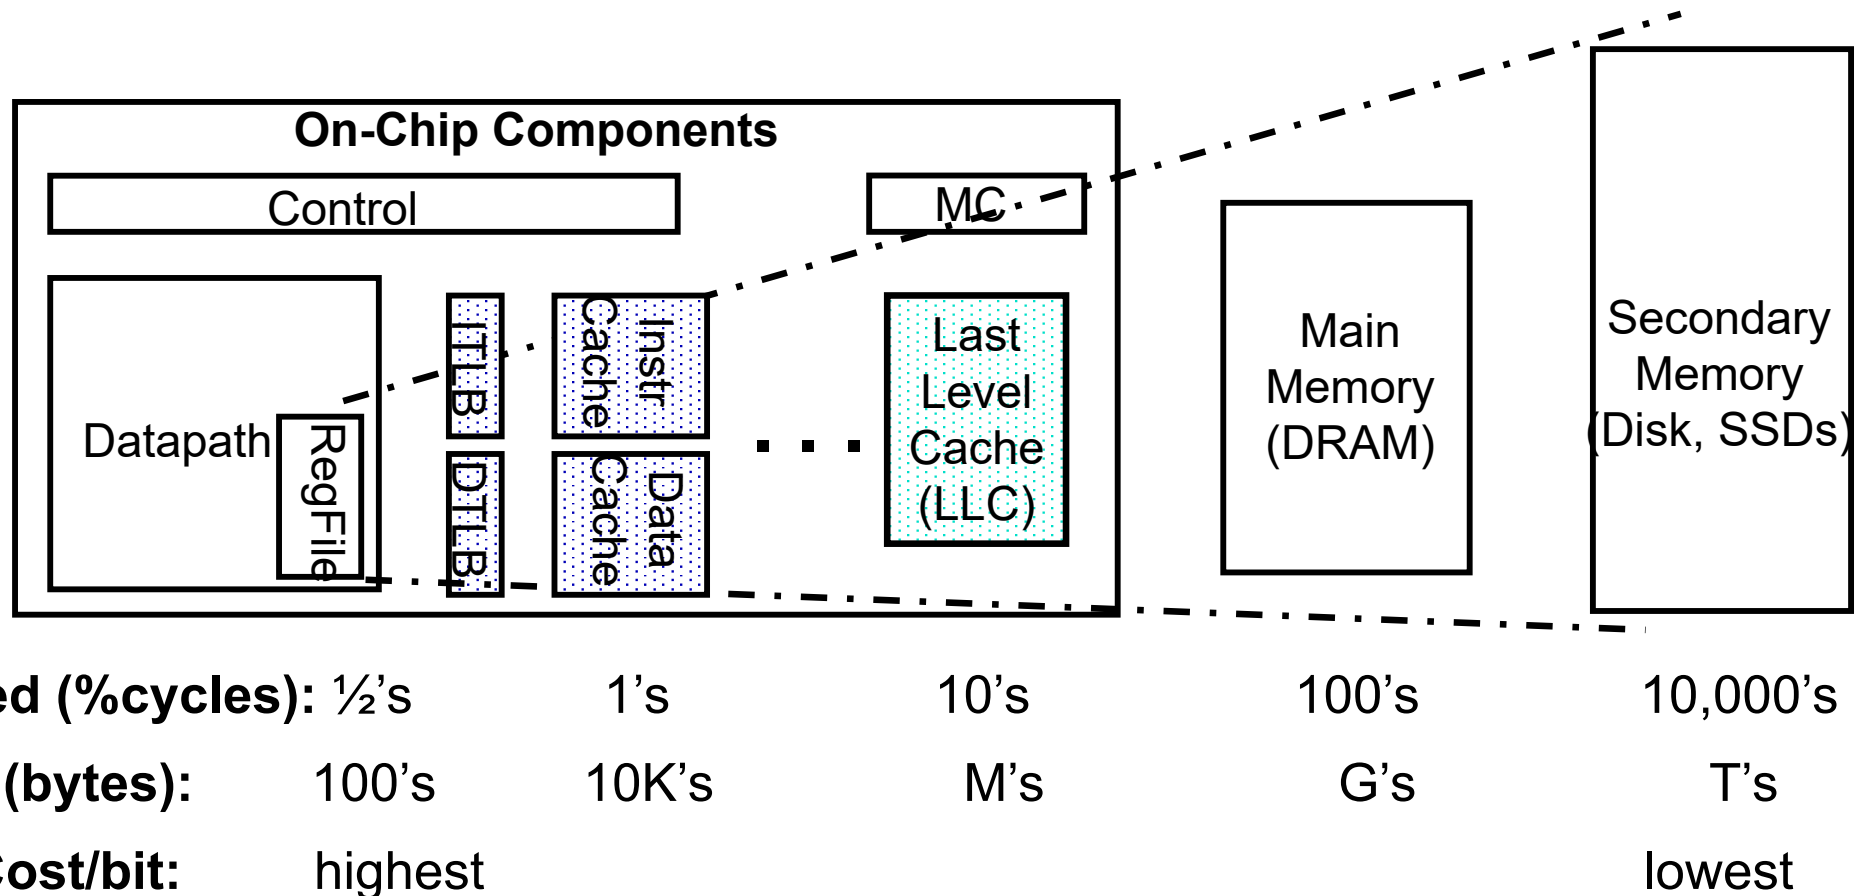 On-Chip Components
Control
MC
Datapath
RegFile
ITLB
DTLB
Instr
Cache
Data
Cache
Last
Level
Cache
(LLC)
Main
Memory
(DRAM)
Secondary
Memory
(Disk, SSDs)
ed (%cycles): ½’s 1’s 10’s 100’s 10,000’s
(bytes): 100’s 10K’s M’s G’s T’s
Cost/bit: highest lowest